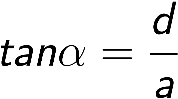 tanα = d/a